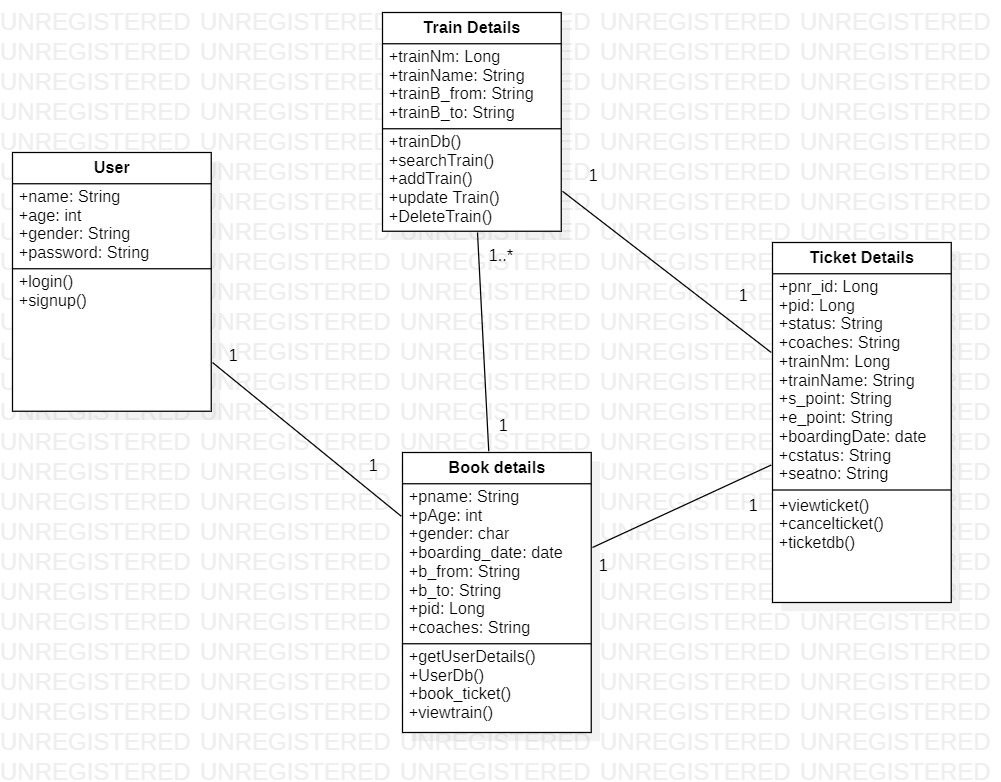 Train Details
+trainNm: Long
+trainName: String
+trainB_from: String
+trainB_to: String
+trainDb()
+searchTrain()
+addTrain()
+update Train()
+DeleteTrain()
User
+name: String
+age: int
+gender: String
+password: String
+login()
+signup()
1
1..*
Ticket Details
+pnr_id: Long
+pid: Long
+status: String
+coaches: String
+trainNm: Long
+trainName: String
+s_point: String
+e_point: String
+boardingDate: date
+cstatus: String
+seatno: String
+viewticket()
+cancelticket()
+ticketdb()
1
1
1
1
Book details
+pname: String
+pAge: int
+gender: char
+boarding_date: date
+b_from: String
+b_to: String
+pid: Long
+coaches: String
+getUserDetails()
+UserDb()
+book_ticket()
+viewtrain()
1
1
UNREGISTERED UNREGISTERED UNREGISTERED UNREGISTERED UNREGISTERED